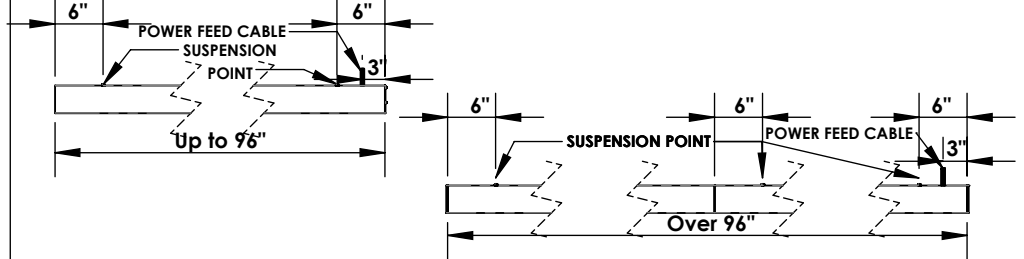 6"
6"
POWER FEED CABLE
SUSPENSION
POINT
3"
Up to 96"
6"
6"
6"
SUSPENSION POINT
POWER FEED CABLE
3"
Over 96"